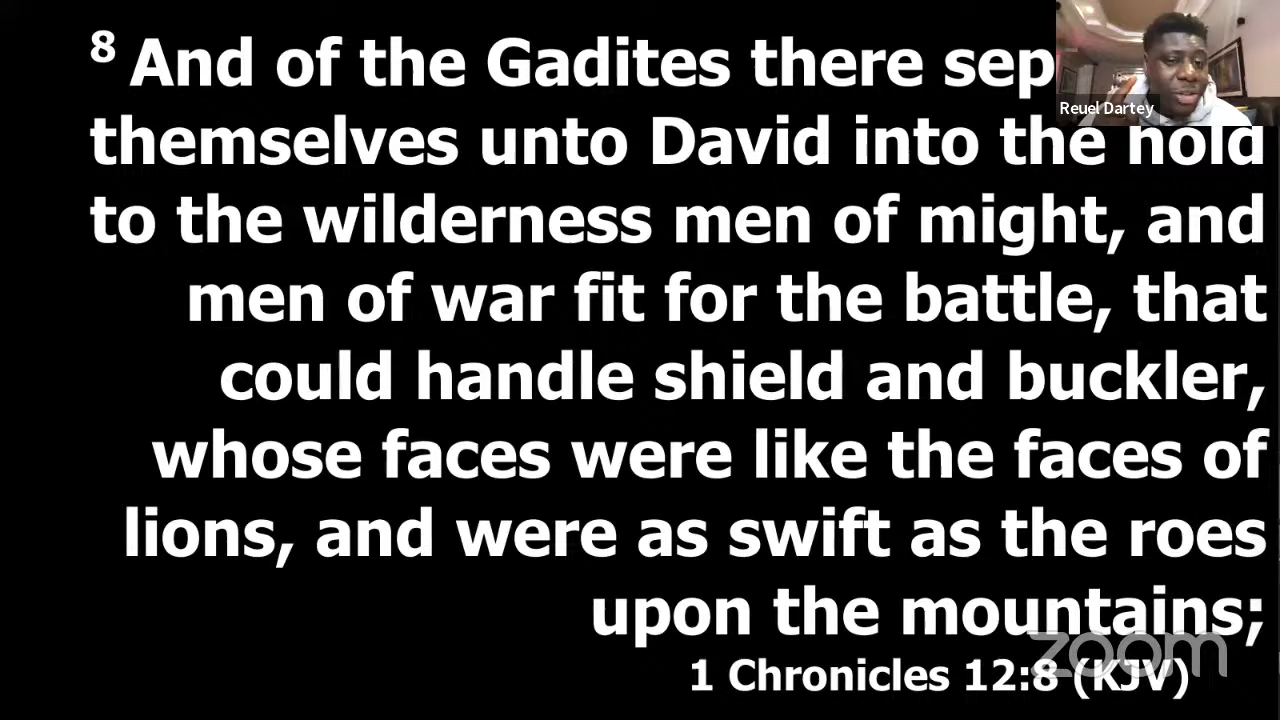 8 And of the Gadites there sep
themselves unto David into the hold
to the wilderness men of might, and
men of war fit for the battle, that
could handle shield and buckler,
whose faces were like the faces of
lions, and were as swift as the roes
upon the mountains;
1 Chronicles 12:8 (KJV)
Reuel Dartey
zoom